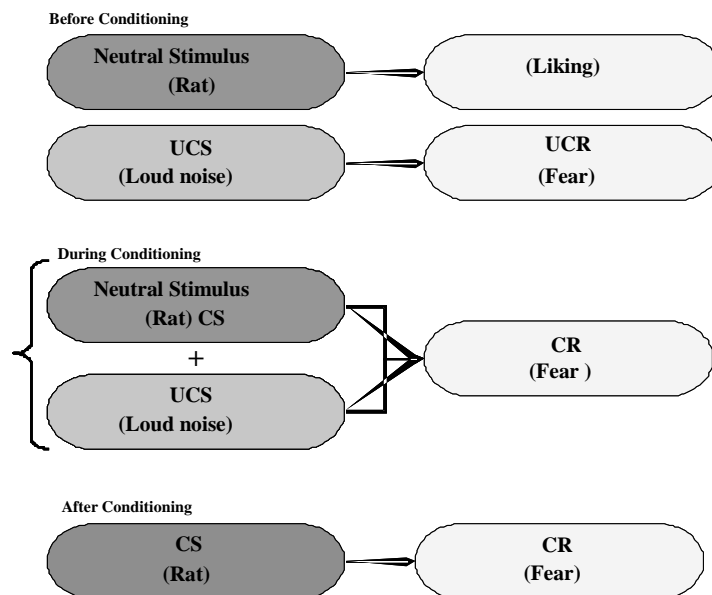 Before Conditioning
Neutral Stimulus
(Rat)
(Liking)
UCS
(Loud noise)
UCR
(Fear)
During Conditioning
Neutral Stimulus
(Rat) CS
+
UCS
(Loud noise)
CR
(Fear )
After Conditioning
CS
(Rat)
CR
(Fear)